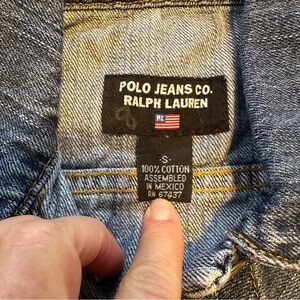 POLO JEANS CO.
RALPH LAUREN
RL
-S-
100% COTTON
ASSEMBLED
IN MEXICO
RN 67937